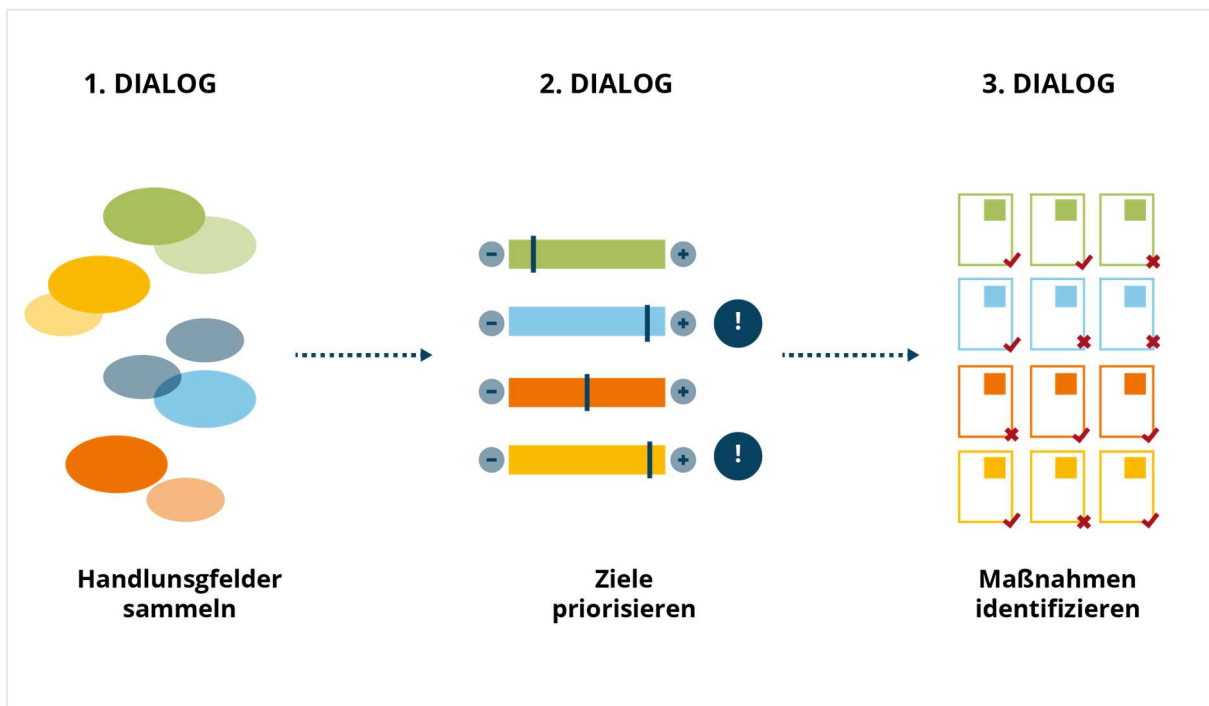 1. DIALOG
2. DIALOG
3. DIALOG
!
!
Handlunsgfelder
sammeln
Ziele
priorisieren
Maßnahmen
identifizieren